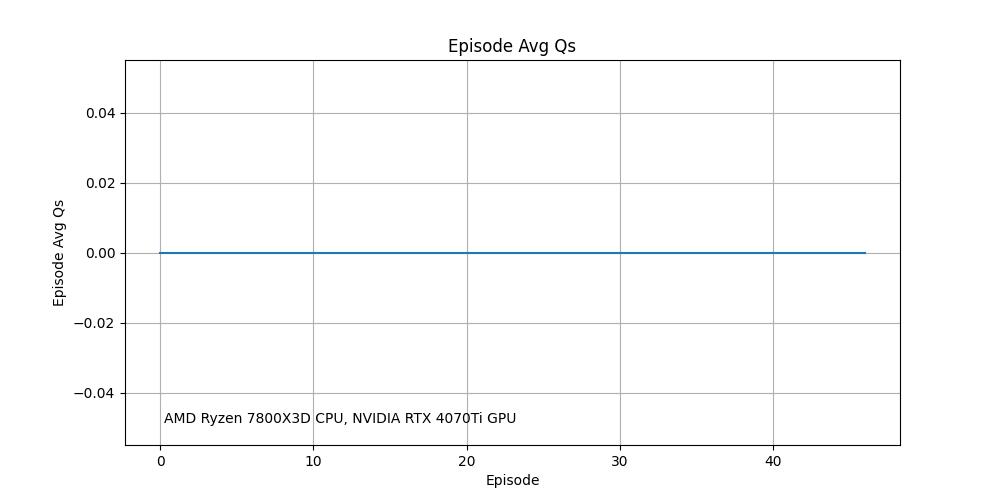 Episode Avg Qs
Episode Avg Qs
0.04
0.02
0.00
−0.02
−0.04
AMD Ryzen 7800X3D CPU, NVIDIA RTX 4070Ti GPU
0 10 20 30 40
Episode